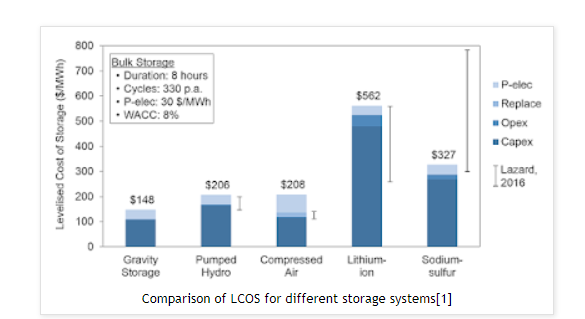 800
700
600
500
400
300
200
100
0
Levelised Cost of Storage ($/MWh)
Bulk Storage
• Duration: 8 hours
• Cycles: 330 p.a.
• P-elec: 30 $/MWh
• WACC: 8%
$148
$206
$208
$562
$327
P-elec
Replace
Opex
Capex
Lazard,
2016
Gravity
Storage
Pumped
Hydro
Compressed
Air
Lithium-
ion
Sodium-
sulfur
Comparison of LCOS for different storage systems[1]